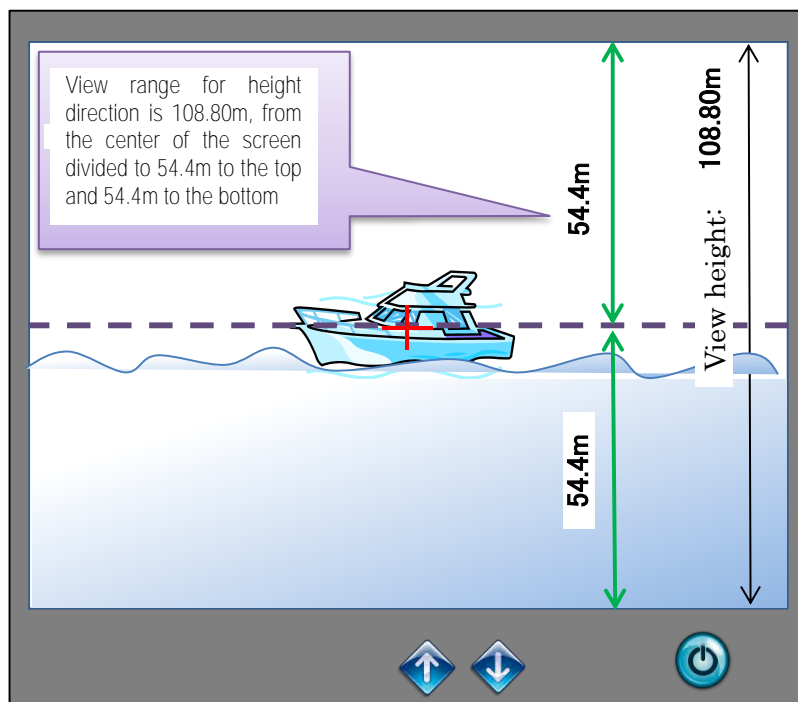 View range for height
direction is 108.80m, from
the center of the screen
divided to 54.4m to the top
and 54.4m to the bottom
54.4m
54.4m
View height: 108.80m